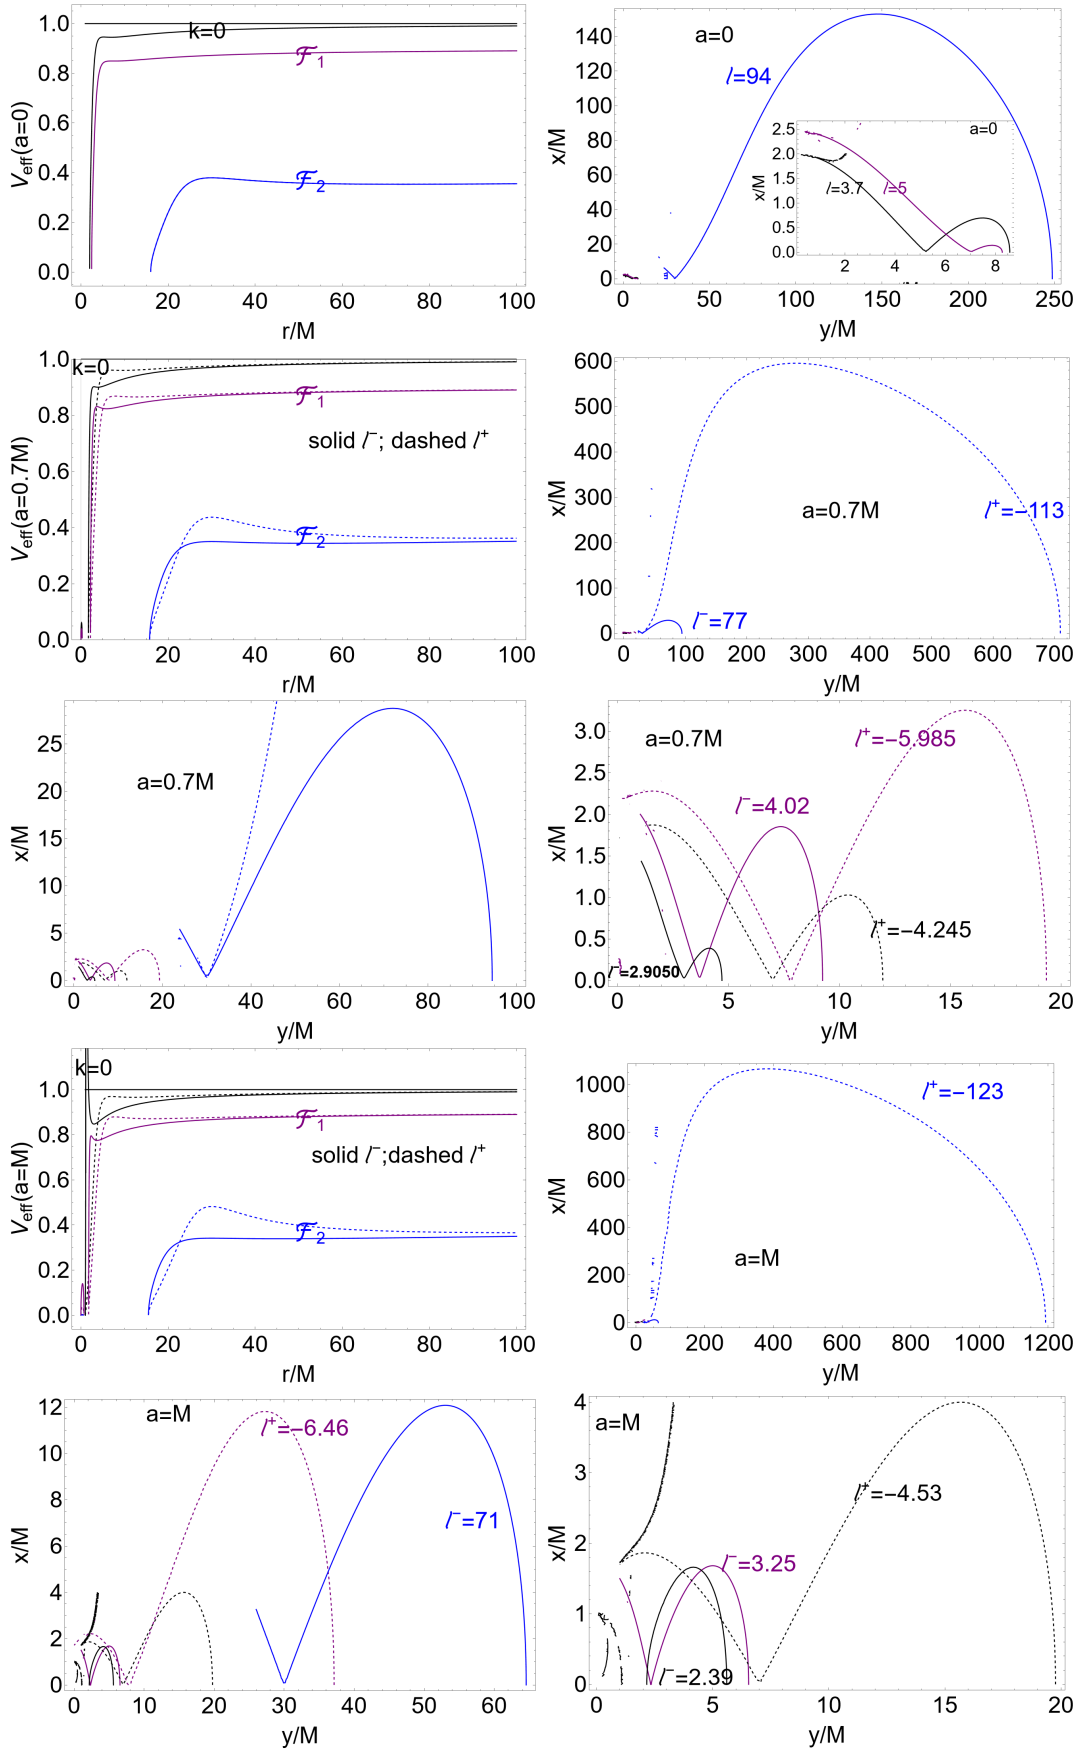 1.0
0.8
0.6
0.4
0.2
0.0
V_eff(a=0)
k=0
ℱ₁
ℱ₂
0 20 40 60 80 100
r/M
140
120
100
80
60
40
20
0
x/M
a=0
ℓ=94
a=0
2.5
2.0
1.5
1.0
0.5
0.0
x/M
ℓ=3.7
ℓ=5
2 4 6 8
0 50 100 150 200 250
y/M
1.0
0.8
0.6
0.4
0.2
0.0
V_eff(a=0.7M)
k=0
ℱ₁
solid ℓ⁻; dashed ℓ⁺
ℱ₂
0 20 40 60 80 100
r/M
600
500
400
300
200
100
0
x/M
a=0.7M
ℓ⁺=−113
ℓ⁻=77
0 100 200 300 400 500 600 700
y/M
25
20
15
10
5
0
x/M
a=0.7M
0 20 40 60 80 100
y/M
3.0
2.5
2.0
1.5
1.0
0.5
0.0
x/M
a=0.7M
ℓ⁺=−5.985
ℓ⁻=4.02
ℓ⁺=−4.245
ℓ⁻=2.9050
0 5 10 15 20
y/M
1.0
0.8
0.6
0.4
0.2
0.0
V_eff(a=M)
k=0
ℱ₁
solid ℓ⁻;dashed ℓ⁺
ℱ₂
0 20 40 60 80 100
r/M
1000
800
600
400
200
0
x/M
ℓ⁺=−123
a=M
0 200 400 600 800 1000 1200
y/M
12
10
8
6
4
2
0
x/M
a=M
ℓ⁺=−6.46
ℓ⁻=71
0 10 20 30 40 50 60
y/M
4
3
2
1
0
x/M
a=M
ℓ⁺=−4.53
ℓ⁻=3.25
ℓ⁻=2.39
0 5 10 15 20
y/M